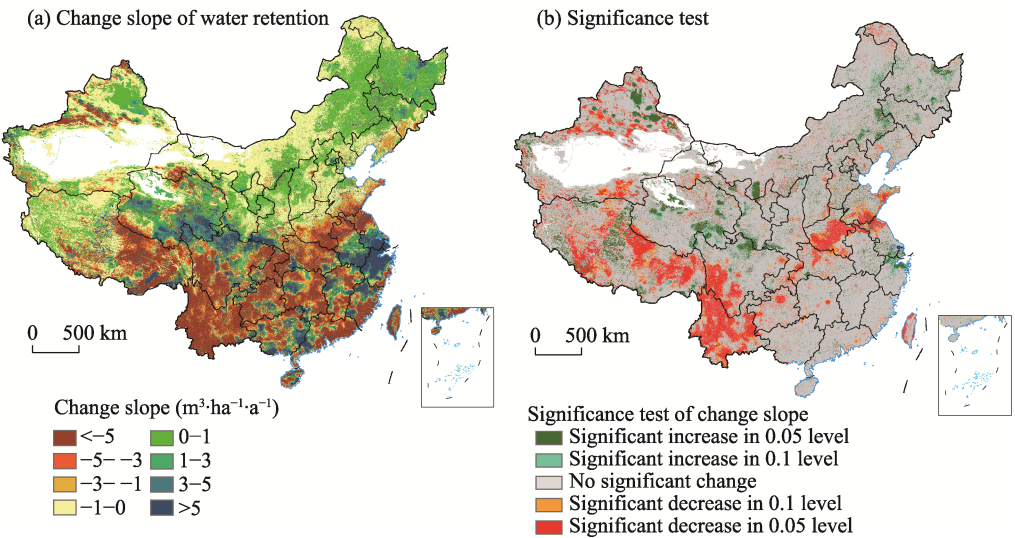 (a) Change slope of water retention
0 500 km
Change slope (m³·ha⁻¹·a⁻¹)
<−5
−5- −3
−3- −1
−1−0
0−1
1−3
3−5
>5
(b) Significance test
0 500 km
Significance test of change slope
Significant increase in 0.05 level
Significant increase in 0.1 level
No significant change
Significant decrease in 0.1 level
Significant decrease in 0.05 level